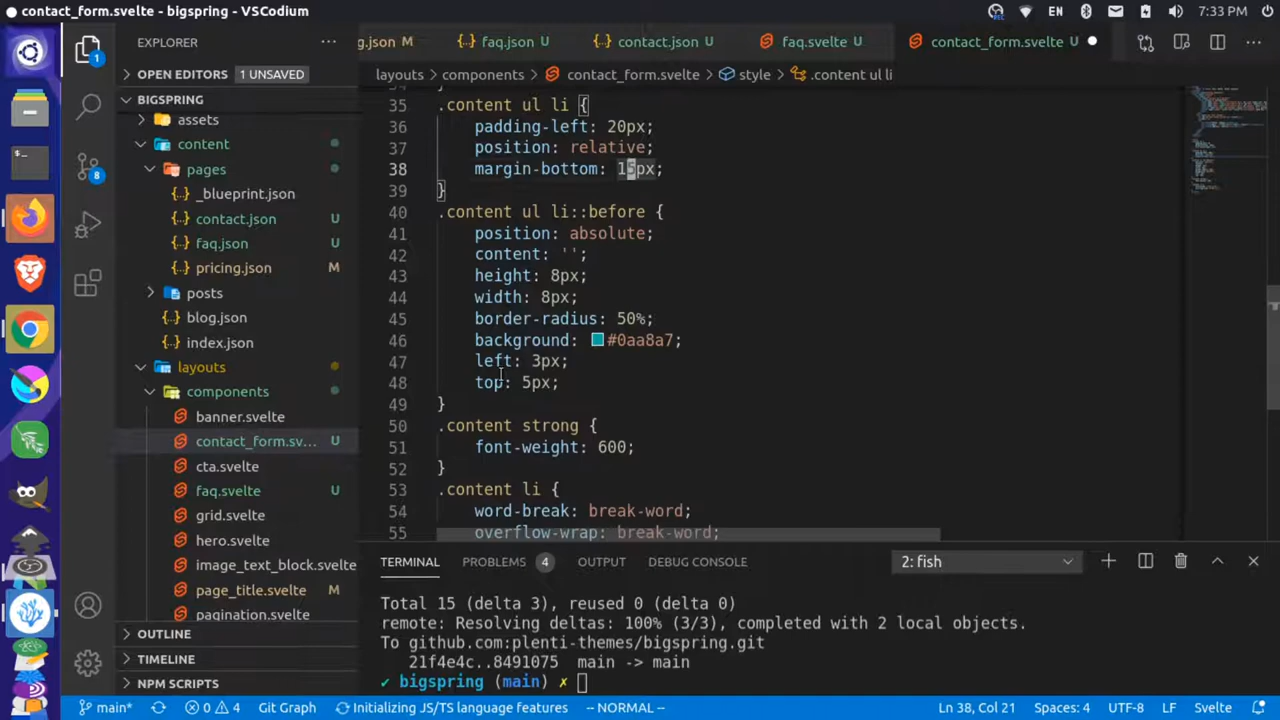 contact_form.svelte - bigspring - VSCodium
EN
7:33 PM
EXPLORER
g.json M
faq.json U
contact.json U
faq.svelte U
contact_form.svelte U
OPEN EDITORS 1 UNSAVED
layouts components contact_form.svelte style .content ul li
BIGSPRING
assets
content
pages
_blueprint.json
contact.json U
faq.json U
pricing.json M
posts
blog.json
index.json
layouts
components
banner.svelte
contact_form.sv... U
cta.svelte
faq.svelte U
grid.svelte
hero.svelte
image_text_block.svelte
page_title.svelte M
pagination.svelte
OUTLINE
TIMELINE
NPM SCRIPTS
1
8
34 }
35 .content ul li {
36 padding-left: 20px;
37 position: relative;
38 margin-bottom: 15px;
39 }
40 .content ul li::before {
41 position: absolute;
42 content: '';
43 height: 8px;
44 width: 8px;
45 border-radius: 50%;
46 background: #0aa8a7;
47 left: 3px;
48 top: 5px;
49 }
50 .content strong {
51 font-weight: 600;
52 }
53 .content li {
54 word-break: break-word;
55 overflow-wrap: break-word;
TERMINAL PROBLEMS 4 OUTPUT DEBUG CONSOLE 2: fish
Total 15 (delta 3), reused 0 (delta 0)
remote: Resolving deltas: 100% (3/3), completed with 2 local objects.
To github.com:plenti-themes/bigspring.git
21f4e4c..8491075 main -> main
✔ bigspring (main) ✗
main* 0 4 Git Graph Initializing JS/TS language features -- NORMAL -- Ln 38, Col 21 Spaces: 4 UTF-8 LF Svelte